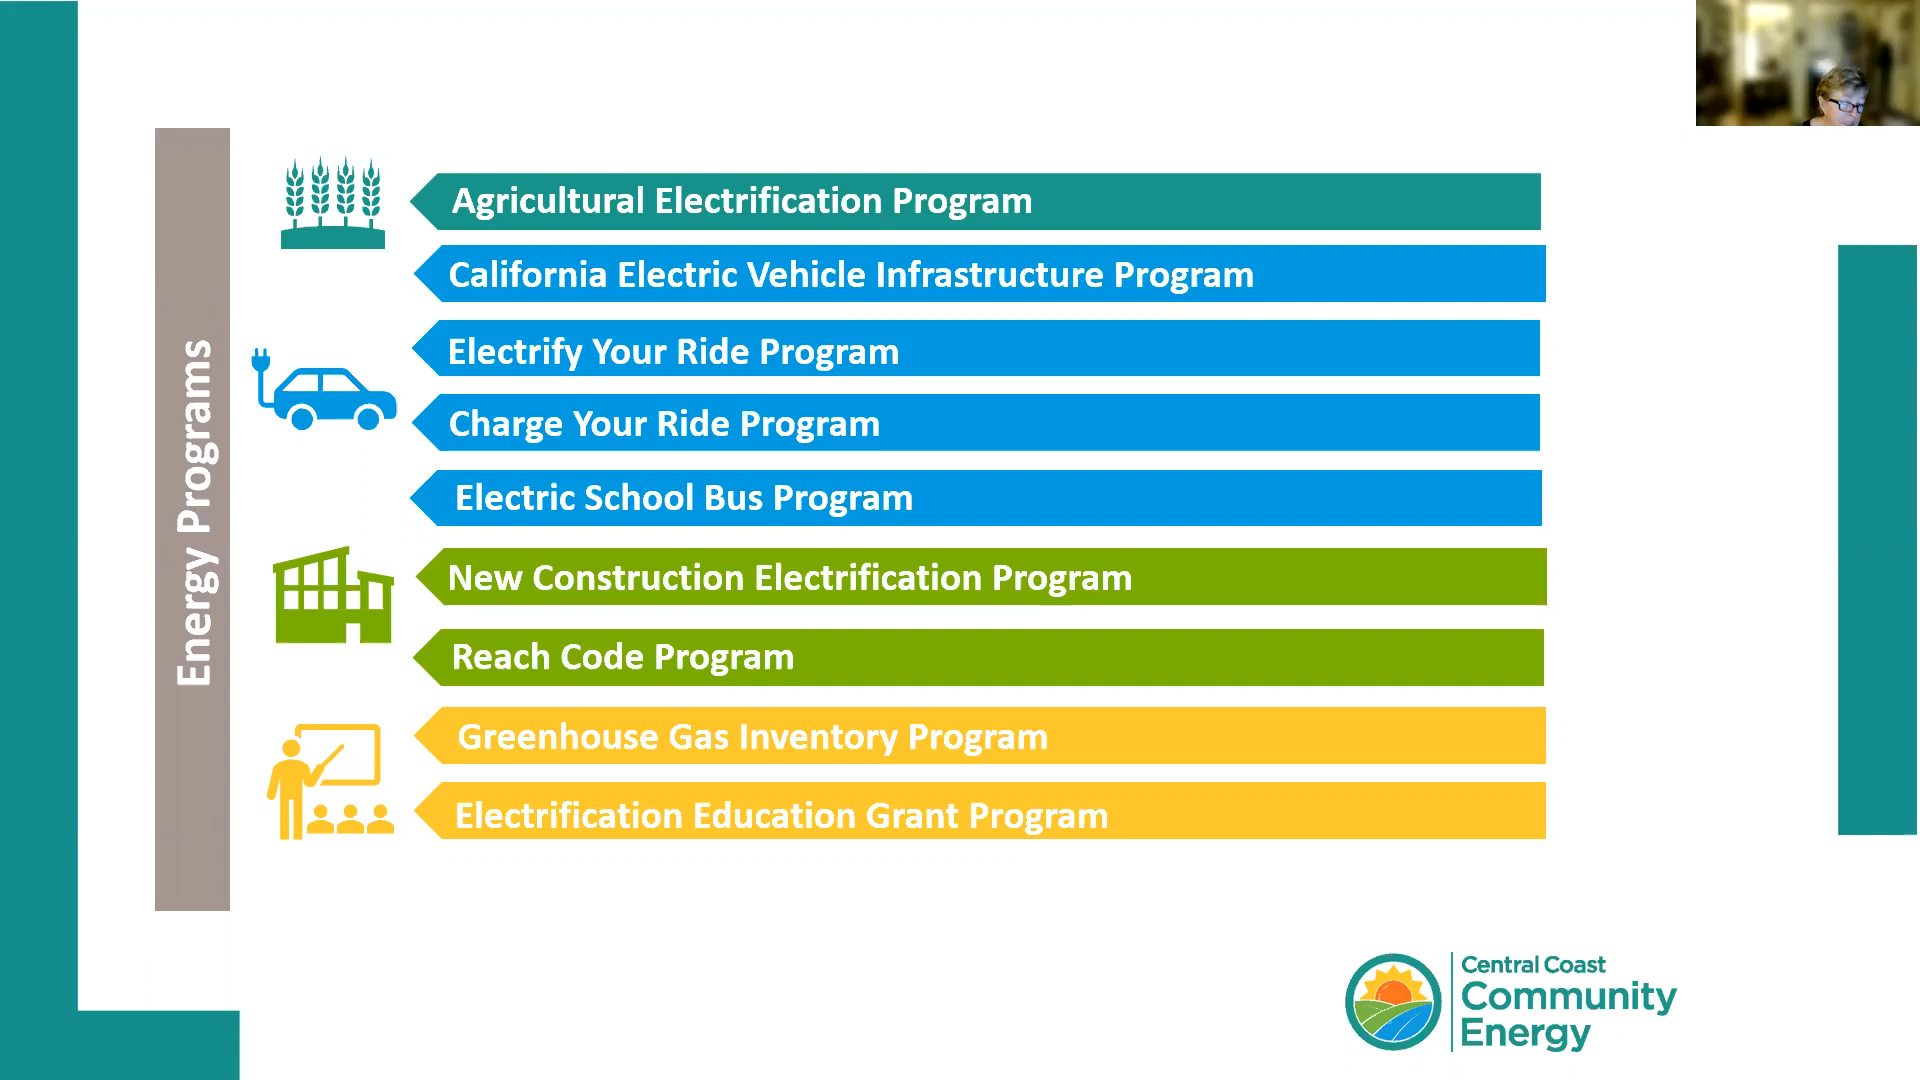 Energy Programs
Agricultural Electrification Program
California Electric Vehicle Infrastructure Program
Electrify Your Ride Program
Charge Your Ride Program
Electric School Bus Program
New Construction Electrification Program
Reach Code Program
Greenhouse Gas Inventory Program
Electrification Education Grant Program
Central Coast
Community
Energy